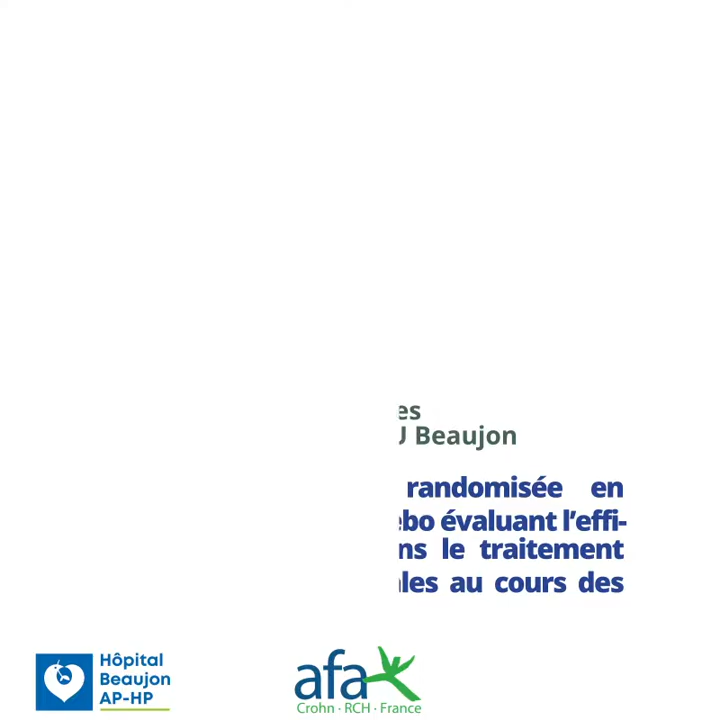 es
J Beaujon
randomisée en
ebo évaluant l'effi-
ns le traitement
les au cours des
Hôpital
Beaujon
AP-HP
afa
Crohn · RCH · France